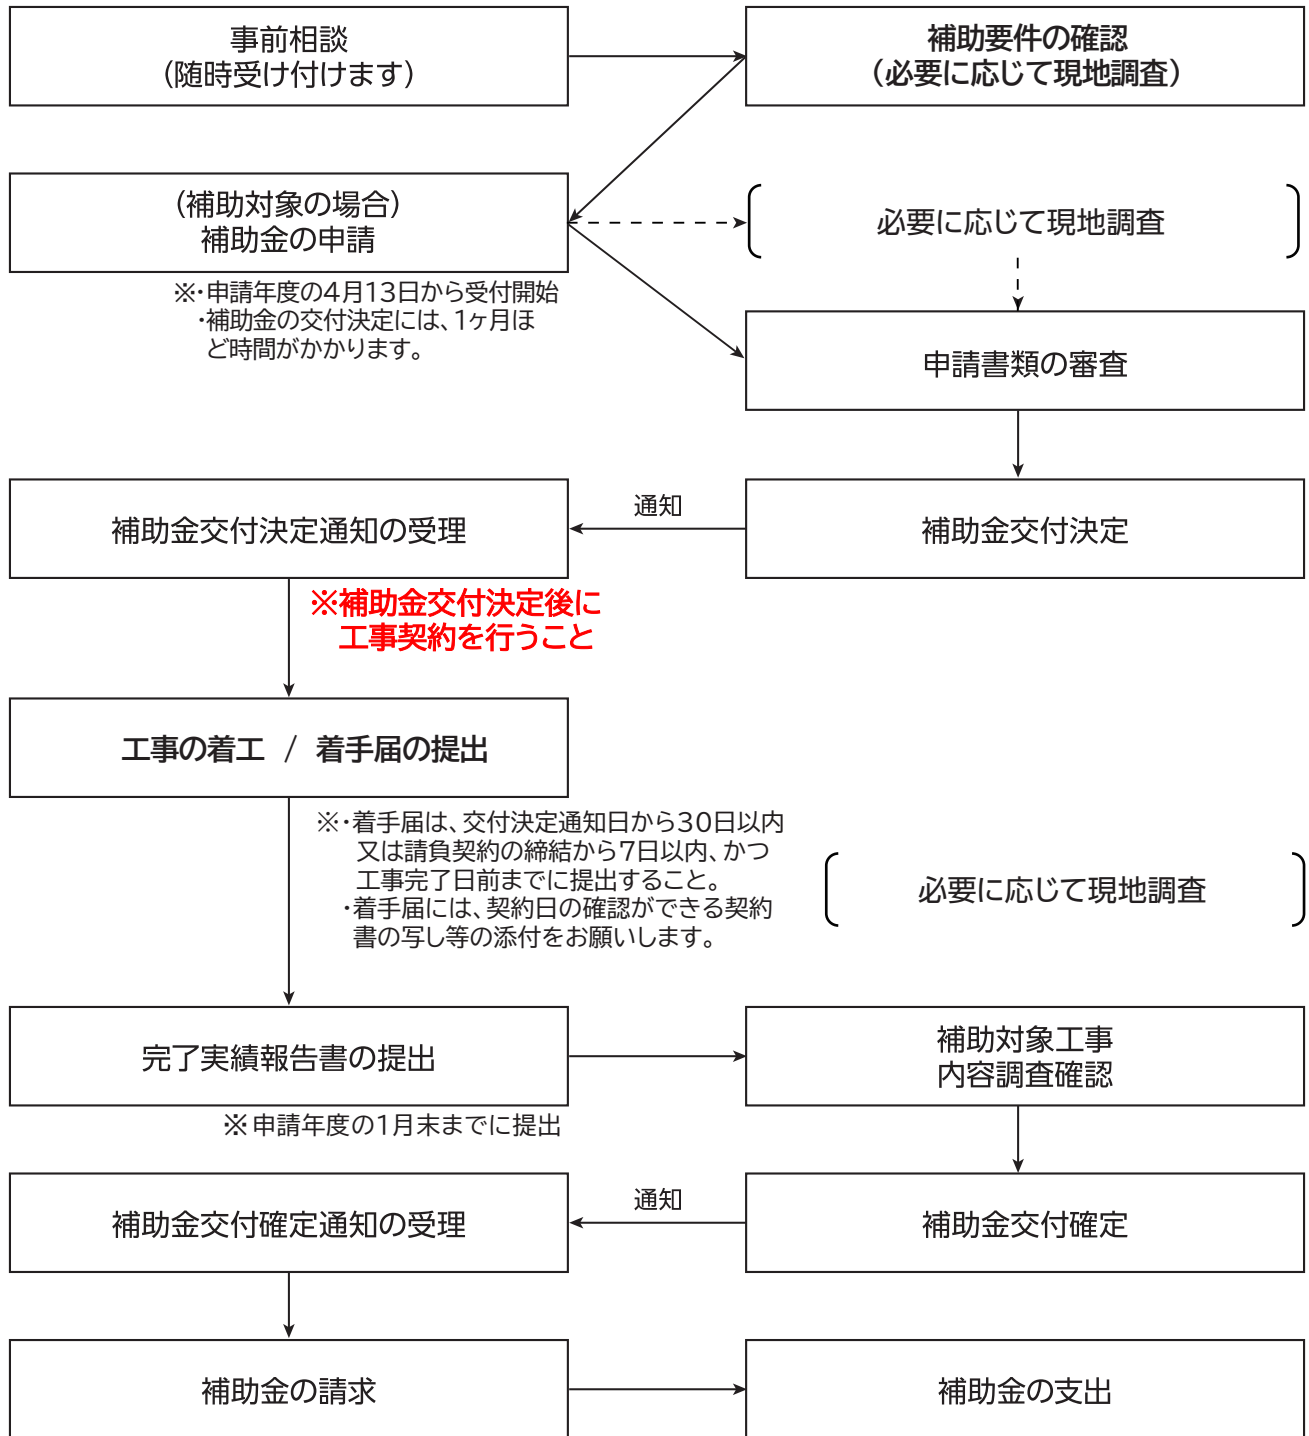 事前相談
（随時受け付けます）
補助要件の確認
（必要に応じて現地調査）
（補助対象の場合）
補助金の申請
必要に応じて現地調査
※・申請年度の4月13日から受付開始
・補助金の交付決定には、1ヶ月ほ
ど時間がかかります。
申請書類の審査
補助金交付決定通知の受理
通知
補助金交付決定
※補助金交付決定後に
工事契約を行うこと
工事の着工 / 着手届の提出
※・着手届は、交付決定通知日から30日以内
又は請負契約の締結から7日以内、かつ
工事完了日前までに提出すること。
・着手届には、契約日の確認ができる契約
書の写し等の添付をお願いします。
必要に応じて現地調査
完了実績報告書の提出
補助対象工事
内容調査確認
※申請年度の1月末までに提出
補助金交付確定通知の受理
通知
補助金交付確定
補助金の請求
補助金の支出